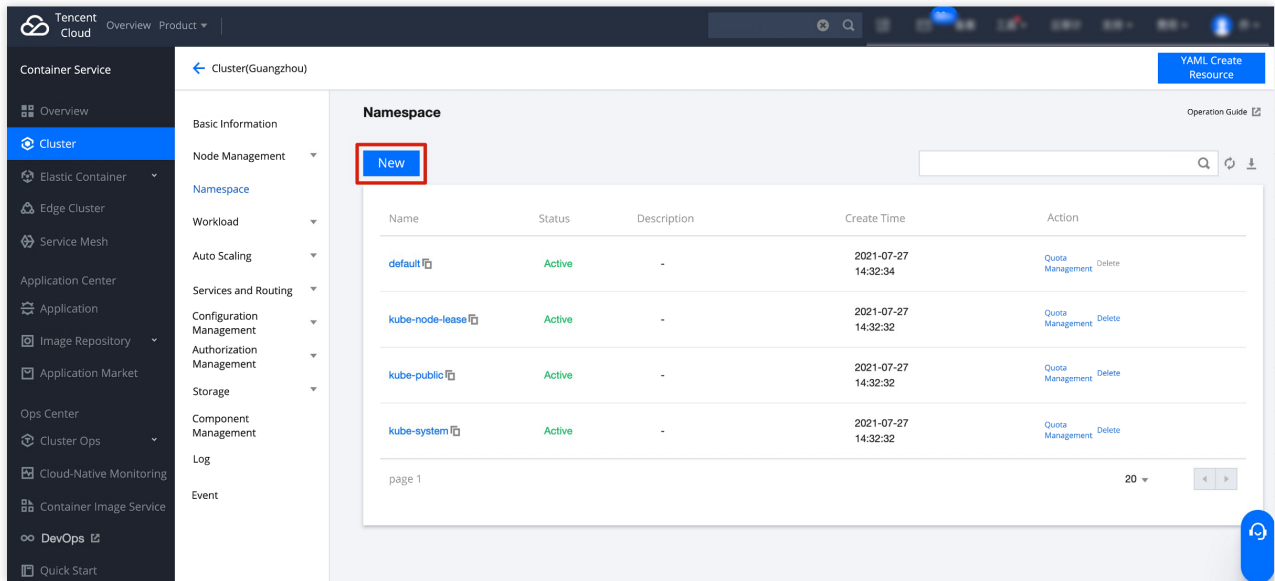 Tencent
Cloud
Overview Product
Container Service
Cluster(Guangzhou)
YAML Create
Resource
Overview
Cluster
Elastic Container
Edge Cluster
Service Mesh
Application Center
Application
Image Repository
Application Market
Ops Center
Cluster Ops
Cloud-Native Monitoring
Container Image Service
DevOps
Quick Start
Basic Information
Node Management
Namespace
Workload
Auto Scaling
Services and Routing
Configuration
Management
Authorization
Management
Storage
Component
Management
Log
Event
Namespace
Operation Guide
New
Name Status Description Create Time Action
default Active - 2021-07-27
14:32:34
Quota
Management Delete
kube-node-lease Active - 2021-07-27
14:32:32
Quota
Management Delete
kube-public Active - 2021-07-27
14:32:32
Quota
Management Delete
kube-system Active - 2021-07-27
14:32:32
Quota
Management Delete
page 1
20